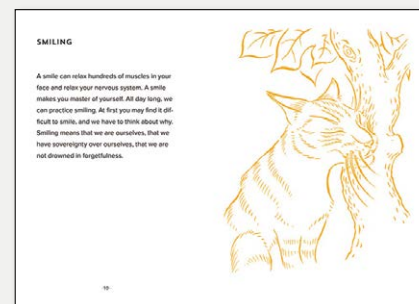 SMILING
A smile can relax hundreds of muscles in your
face and relax your nervous system. A smile
makes you master of yourself. All day long, we
can practice smiling. At first you may find it dif-
ficult to smile, and we have to think about why.
Smiling means that we are ourselves, that we
have sovereignty over ourselves, that we are
not drowned in forgetfulness.
·19·